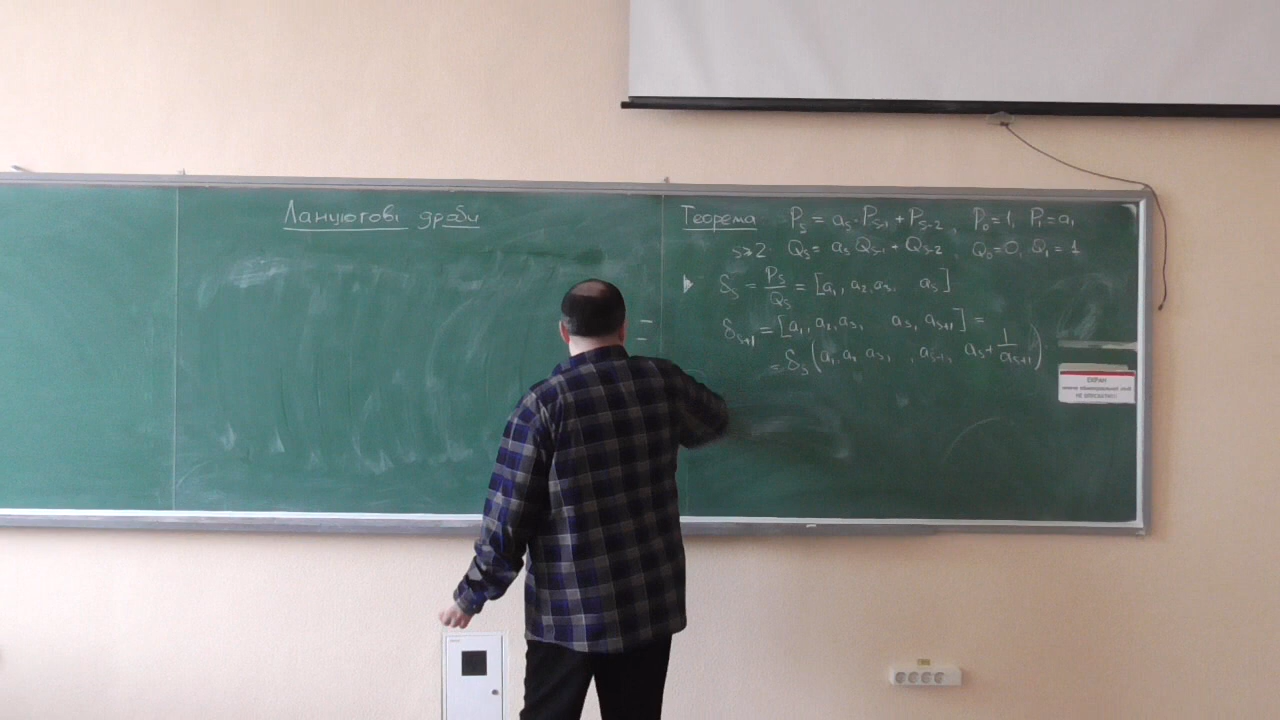 Ланцюгові дроби
Теорема P_s = a_s · P_{s-1} + P_{s-2}, P_0 = 1, P_1 = a_1
s ≥ 2 Q_s = a_s Q_{s-1} + Q_{s-2}, Q_0 = 0, Q_1 = 1
δ_s = P_s / Q_s = [a_1, a_2, a_3, a_s]
δ_{s+1} = [a_1, a_2, a_3, a_s, a_{s+1}] =
= δ_s (a_1, a_2, a_3, , a_{s-1}, a_s + 1/a_{s+1})